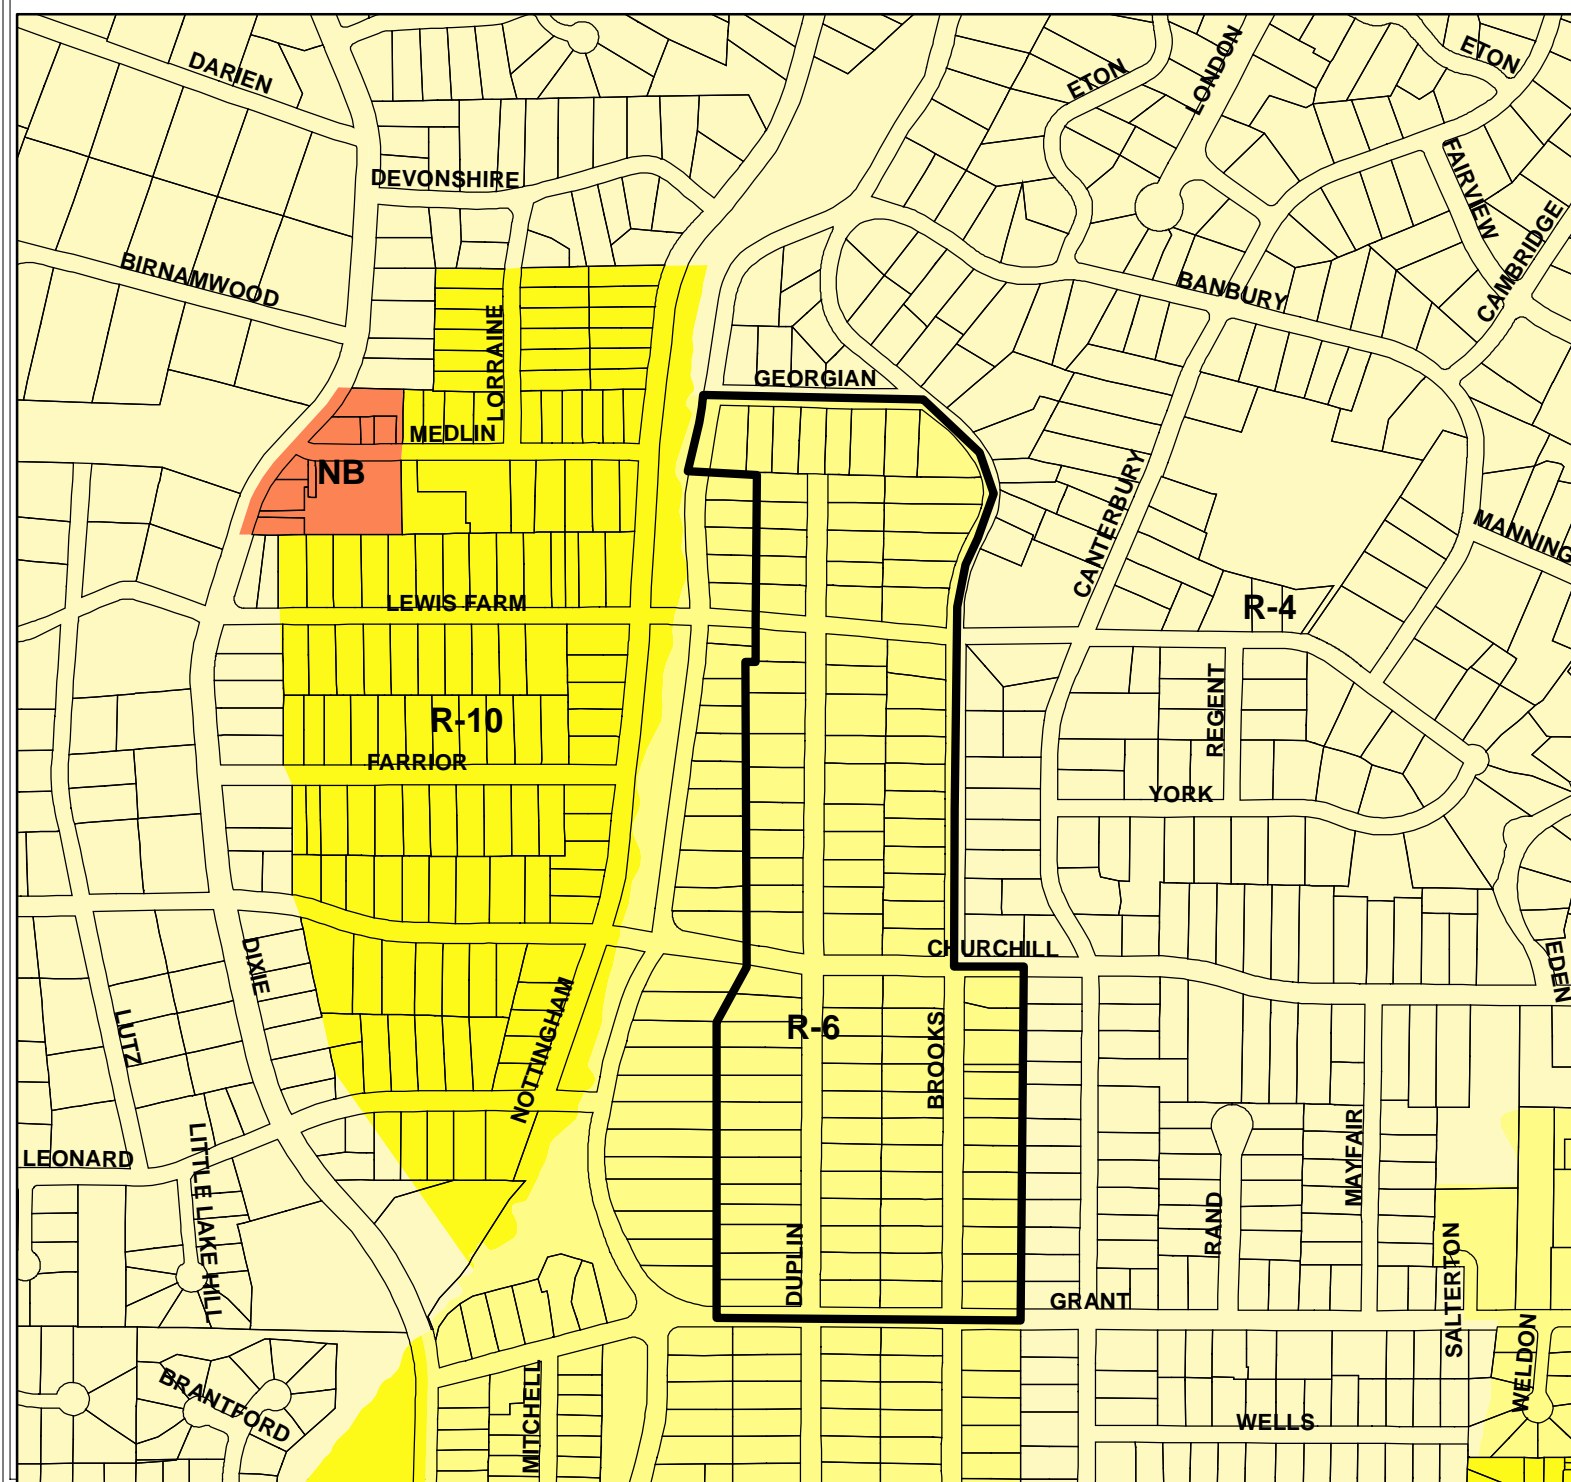 DARIEN
ETON
LONDON
ETON
DEVONSHIRE
FAIRVIEW
CAMBRIDGE
BIRNAMWOOD
BANBURY
LORRAINE
GEORGIAN
MEDLIN
NB
CANTERBURY
MANNING
LEWIS FARM
R-4
R-10
REGENT
FARRIOR
YORK
CHURCHILL
DIXIE
EDEN
NOTTINGHAM
LUTZ
R-6
BROOKS
LEONARD
LITTLE LAKE HILL
MAYFAIR
RAND
DUPLIN
SALTERTON
GRANT
WELDON
BRANTFORD
MITCHELL
WELLS